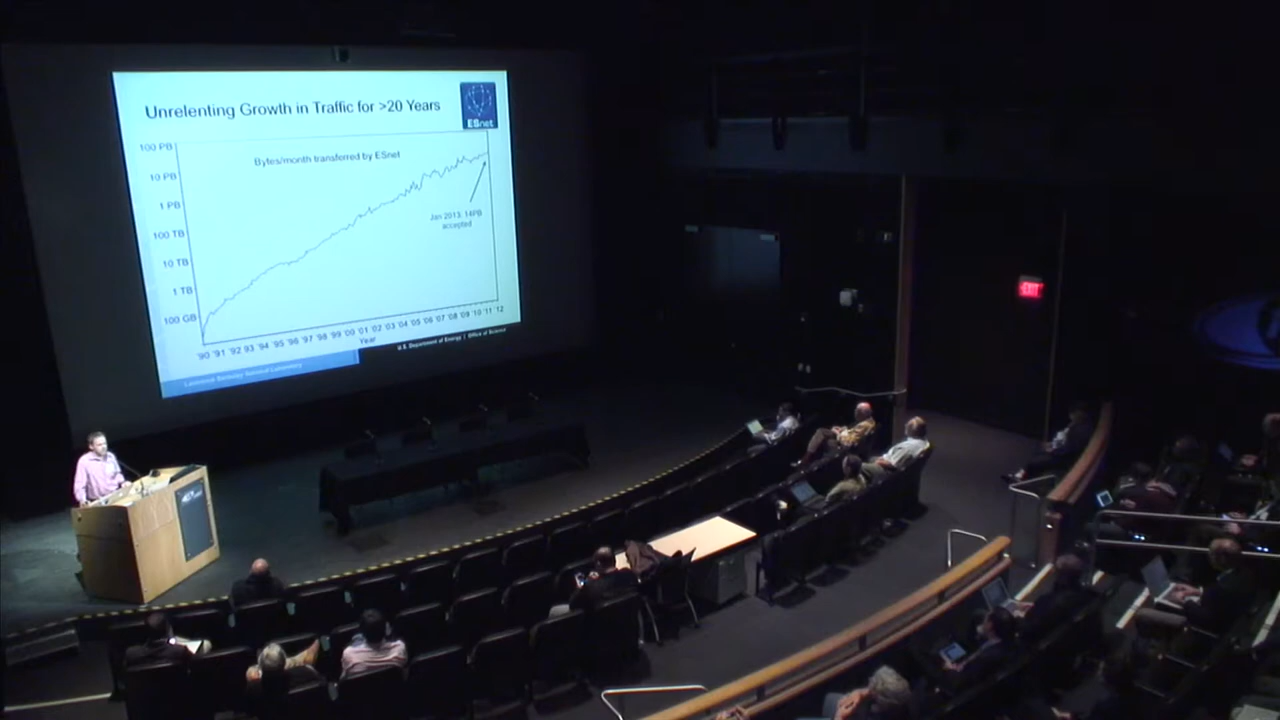 Unrelenting Growth in Traffic for >20 Years
ESnet
Bytes/month transferred by ESnet
100 PB
10 PB
1 PB
100 TB
10 TB
1 TB
100 GB
Jan 2013: 14PB
accepted
'90 '91 '92 '93 '94 '95 '96 '97 '98 '99 '00 '01 '02 '03 '04 '05 '06 '07 '08 '09 '10 '11 '12
Year
Lawrence Berkeley National Laboratory
U.S. Department of Energy | Office of Science
EXIT